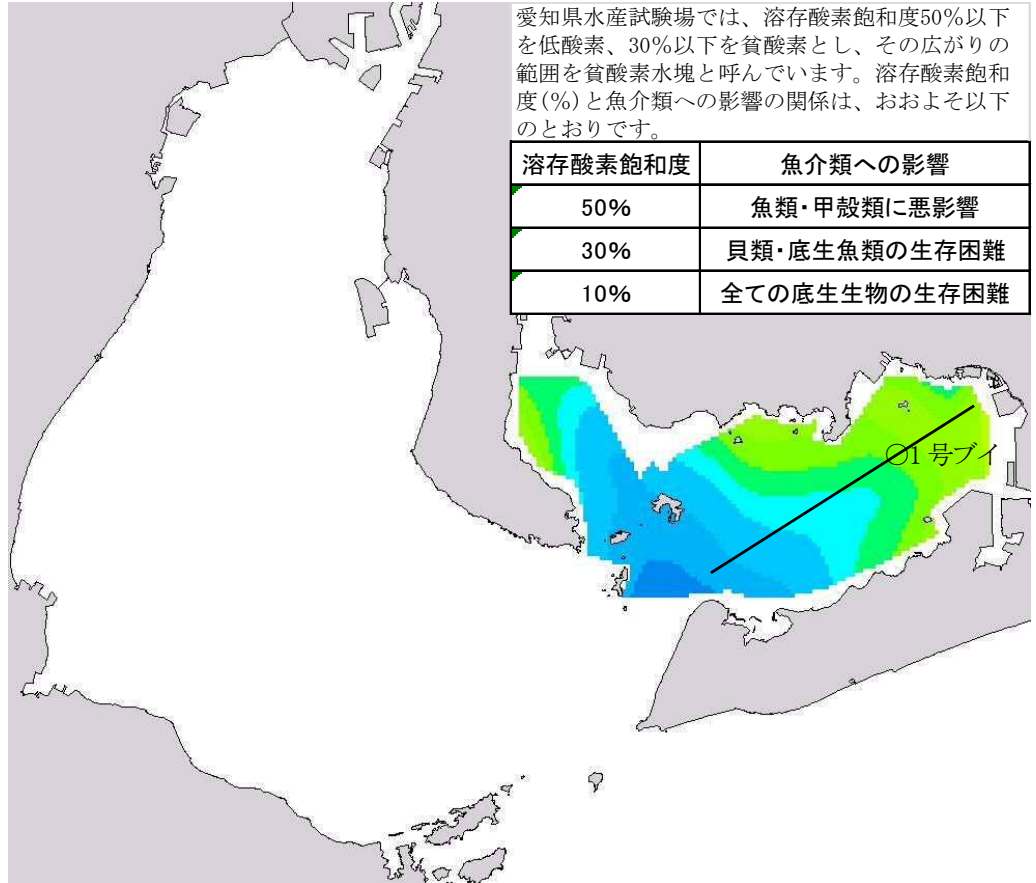 愛知県水産試験場では、溶存酸素飽和度50%以下
を低酸素、30%以下を貧酸素とし、その広がりの
範囲を貧酸素水塊と呼んでいます。溶存酸素飽和
度(%)と魚介類への影響の関係は、おおよそ以下
のとおりです。
溶存酸素飽和度 魚介類への影響
50% 魚類・甲殻類に悪影響
30% 貝類・底生魚類の生存困難
10% 全ての底生生物の生存困難
○1号ブイ